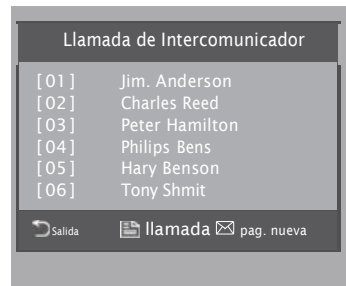 Llamada de Intercomunicador
[01] Jim. Anderson
[02] Charles Reed
[03] Peter Hamilton
[04] Philips Bens
[05] Hary Benson
[06] Tony Shmit
Salida llamada pag. nueva